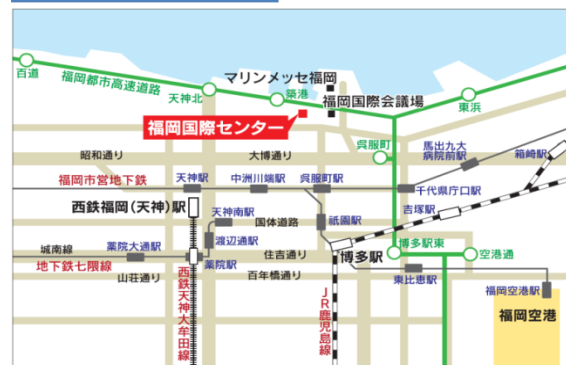 マリンメッセ福岡
百道
福岡都市高速道路
天神北
築港
福岡国際会議場
東浜
福岡国際センター
呉服町
馬出九大
病院前駅
箱崎駅
昭和通り
大博通り
福岡市営地下鉄
天神駅
中洲川端駅
呉服町駅
千代県庁口駅
西鉄福岡(天神)駅
天神南駅
国体道路
祇園駅
吉塚駅
城南線
薬院大通駅
渡辺通駅
住吉通り
博多駅
博多駅東
空港通
地下鉄七隈線
山荘通り
薬院駅
百年橋通り
東比恵駅
福岡空港駅
西鉄天神大牟田線
JR鹿児島線
福岡空港